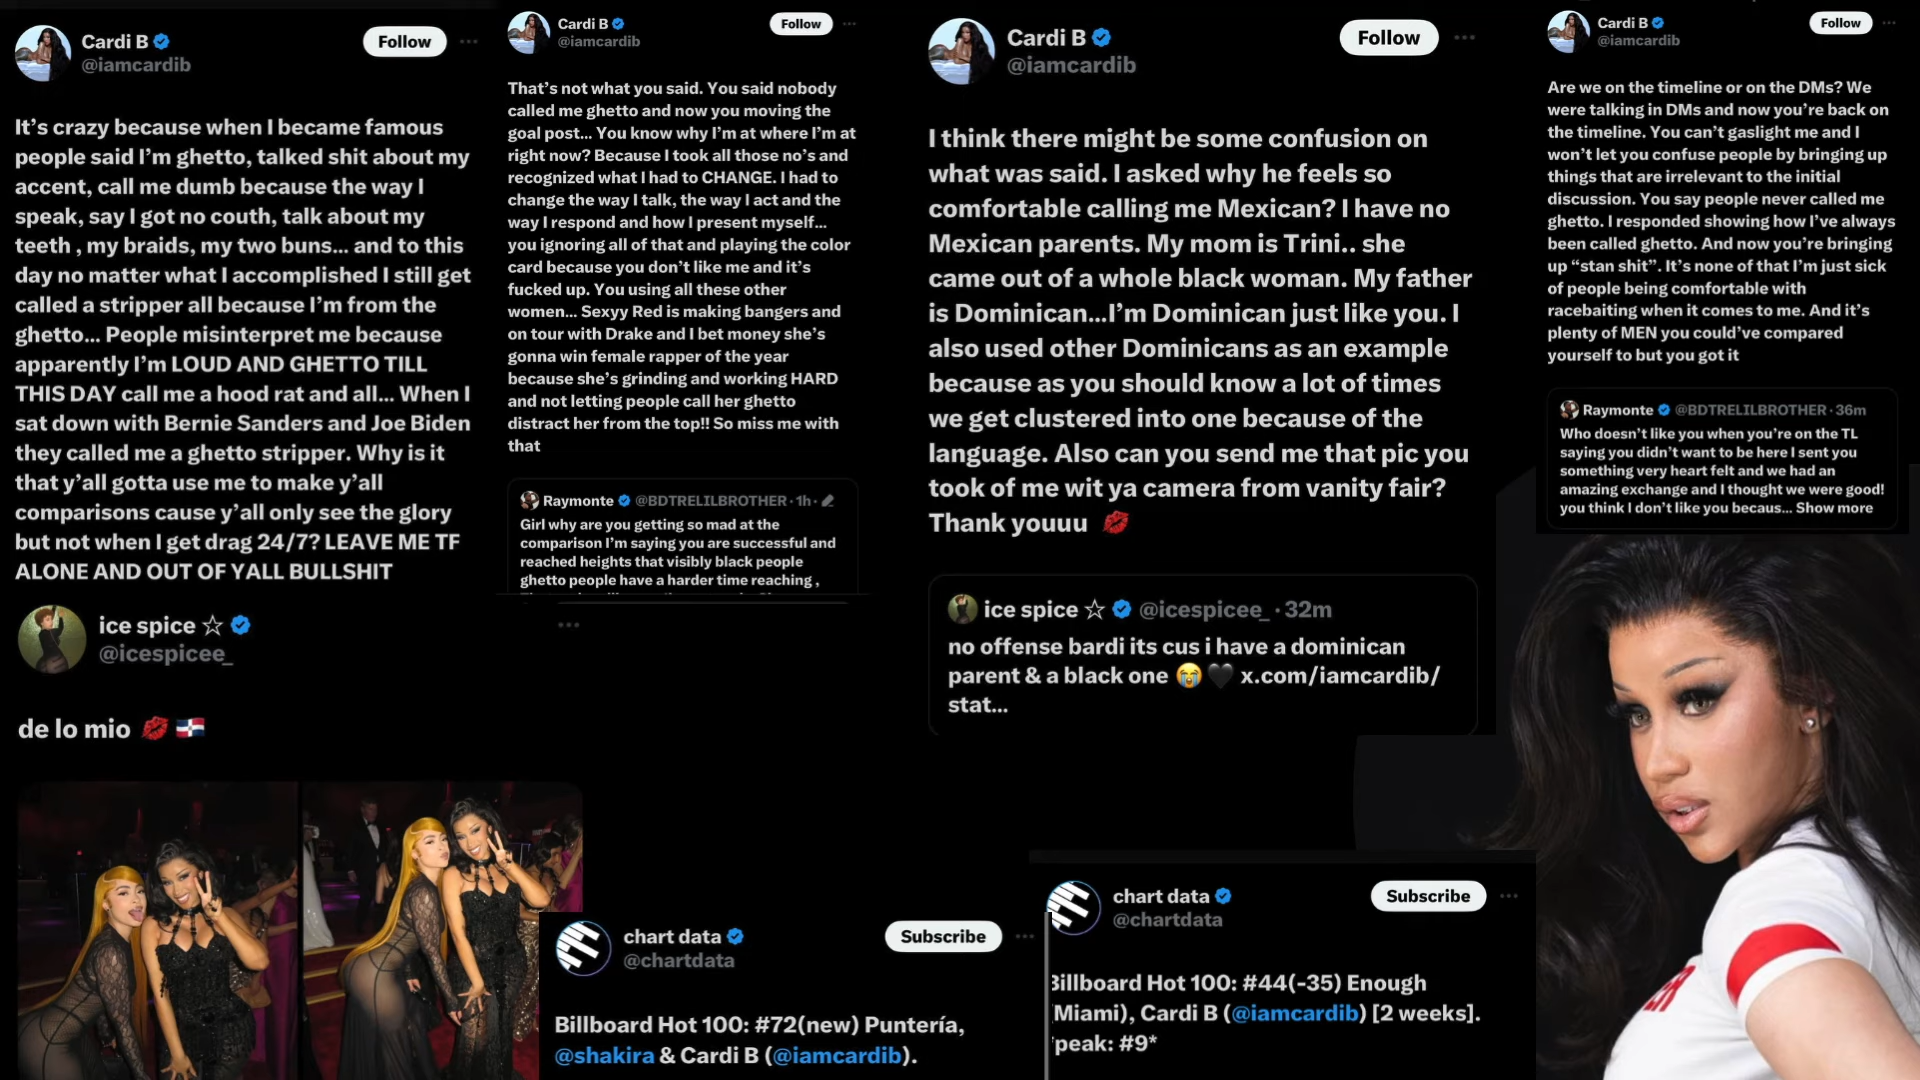 Cardi B
Follow
@iamcardib
It's crazy because when I became famous
people said I'm ghetto, talked shit about my
accent, call me dumb because the way I
speak, say I got no couth, talk about my
teeth , my braids, my two buns... and to this
day no matter what I accomplished I still get
called a stripper all because I'm from the
ghetto... People misinterpret me because
apparently I'm LOUD AND GHETTO TILL
THIS DAY call me a hood rat and all... When I
sat down with Bernie Sanders and Joe Biden
they called me a ghetto stripper. Why is it
that y'all gotta use me to make y'all
comparisons cause y'all only see the glory
but not when I get drag 24/7? LEAVE ME TF
ALONE AND OUT OF YALL BULLSHIT
ice spice ☆
@icespicee_
de lo mio 💋 🇩🇴
Cardi B
Follow
@iamcardib
That's not what you said. You said nobody
called me ghetto and now you moving the
goal post... You know why I'm at where I'm at
right now? Because I took all those no's and
recognized what I had to CHANGE. I had to
change the way I talk, the way I act and the
way I respond and how I present myself...
you ignoring all of that and playing the color
card because you don't like me and it's
fucked up. You using all these other
women... Sexyy Red is making bangers and
on tour with Drake and I bet money she's
gonna win female rapper of the year
because she's grinding and working HARD
and not letting people call her ghetto
distract her from the top!! So miss me with
that
Raymonte @BDTRELILBROTHER · 1h ·
Girl why are you getting so mad at the
comparison I'm saying you are successful and
reached heights that visibly black people
ghetto people have a harder time reaching ,
Cardi B
Follow
@iamcardib
I think there might be some confusion on
what was said. I asked why he feels so
comfortable calling me Mexican? I have no
Mexican parents. My mom is Trini.. she
came out of a whole black woman. My father
is Dominican...I'm Dominican just like you. I
also used other Dominicans as an example
because as you should know a lot of times
we get clustered into one because of the
language. Also can you send me that pic you
took of me wit ya camera from vanity fair?
Thank youuu 💋
ice spice ☆ @icespicee_ · 32m
no offense bardi its cus i have a dominican
parent & a black one 😭🖤 x.com/iamcardib/
stat...
Cardi B
Follow
@iamcardib
Are we on the timeline or on the DMs? We
were talking in DMs and now you're back on
the timeline. You can't gaslight me and I
won't let you confuse people by bringing up
things that are irrelevant to the initial
discussion. You say people never called me
ghetto. I responded showing how I've always
been called ghetto. And now you're bringing
up "stan shit". It's none of that I'm just sick
of people being comfortable with
racebaiting when it comes to me. And it's
plenty of MEN you could've compared
yourself to but you got it
Raymonte @BDTRELILBROTHER · 36m
Who doesn't like you when you're on the TL
saying you didn't want to be here I sent you
something very heart felt and we had an
amazing exchange and I thought we were good!
you think I don't like you becaus... Show more
chart data
Subscribe
@chartdata
Billboard Hot 100: #72(new) Puntería,
@shakira & Cardi B (@iamcardib).
chart data
Subscribe
@chartdata
Billboard Hot 100: #44(-35) Enough
(Miami), Cardi B (@iamcardib) [2 weeks].
*peak: #9*